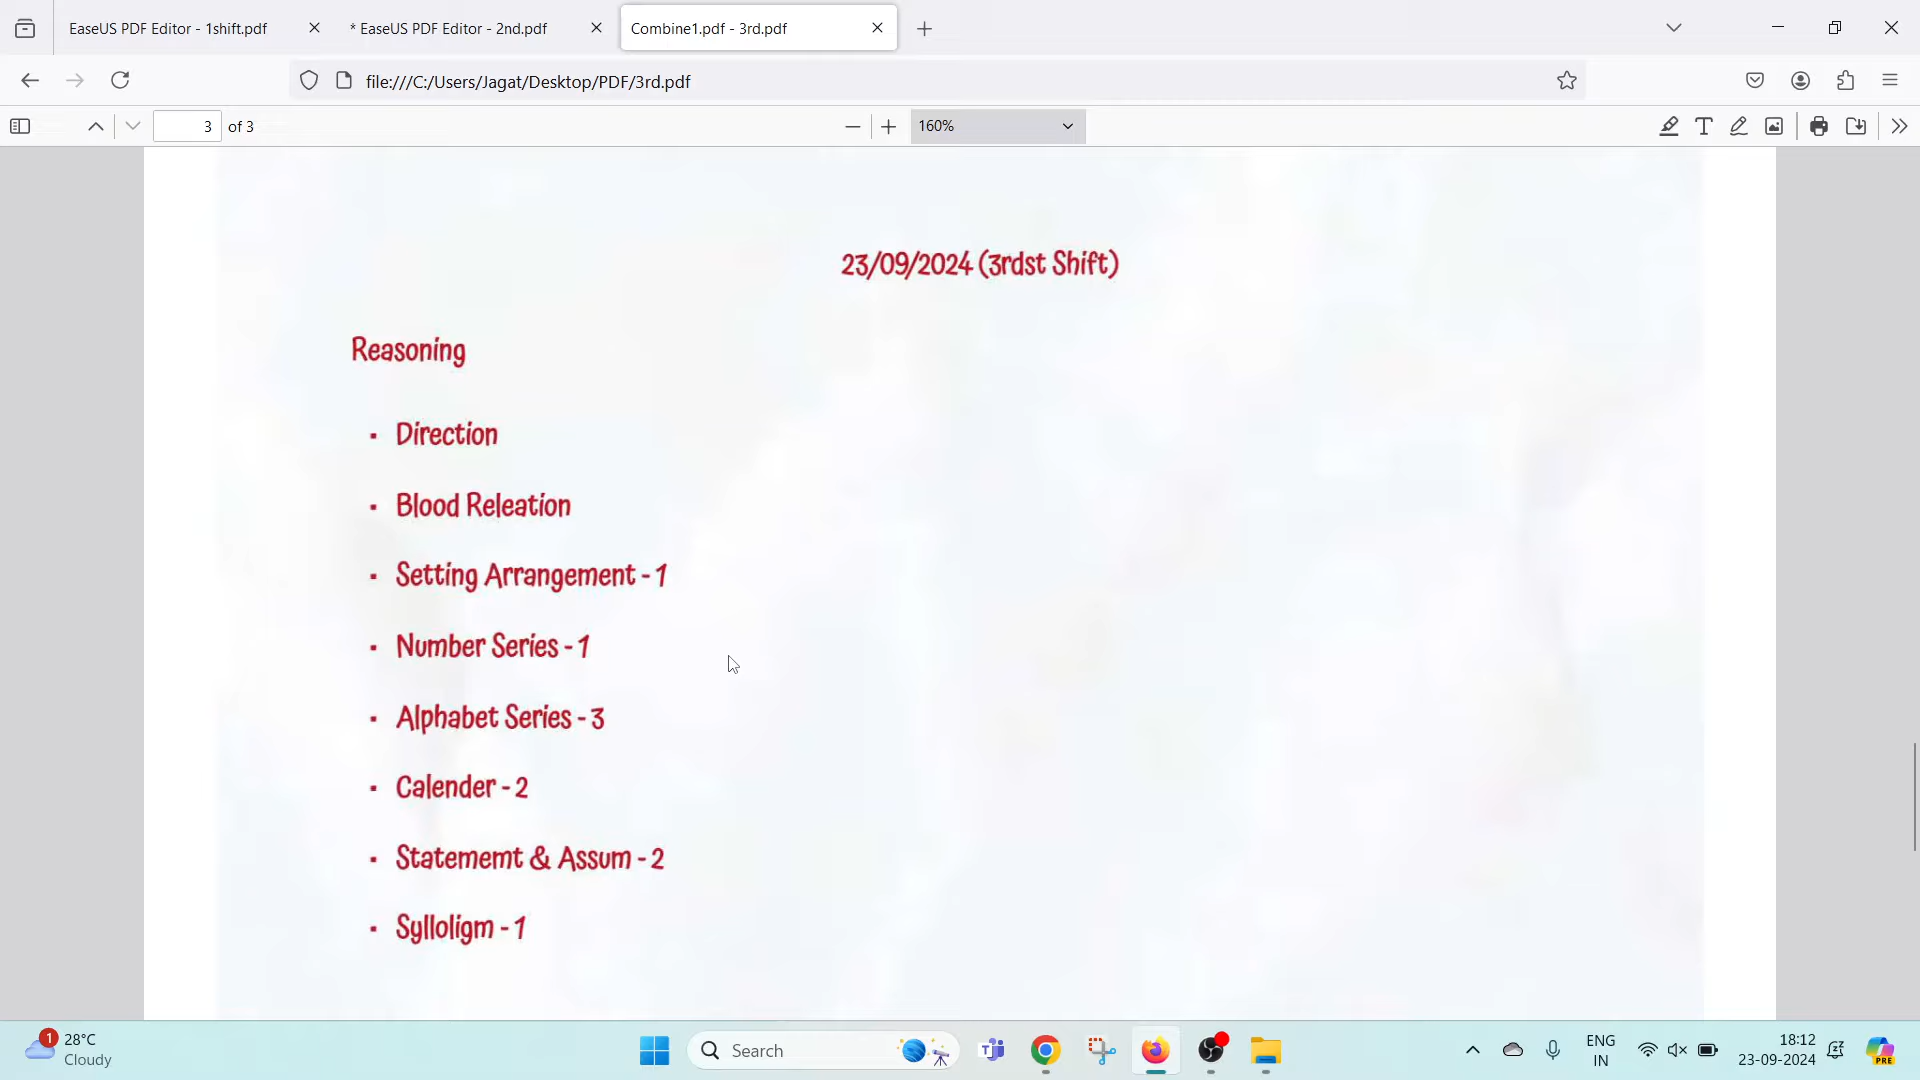 EaseUS PDF Editor - 1shift.pdf
* EaseUS PDF Editor - 2nd.pdf
Combine1.pdf - 3rd.pdf
file:///C:/Users/Jagat/Desktop/PDF/3rd.pdf
3 of 3
160%
23/09/2024 (3rdst Shift)
Reasoning
Direction
Blood Releation
Setting Arrangement - 1
Number Series - 1
Alphabet Series - 3
Calender - 2
Statememt & Assum - 2
Sylloligm - 1
1
28°C
Cloudy
Search
ENG
IN
18:12
23-09-2024
PRE